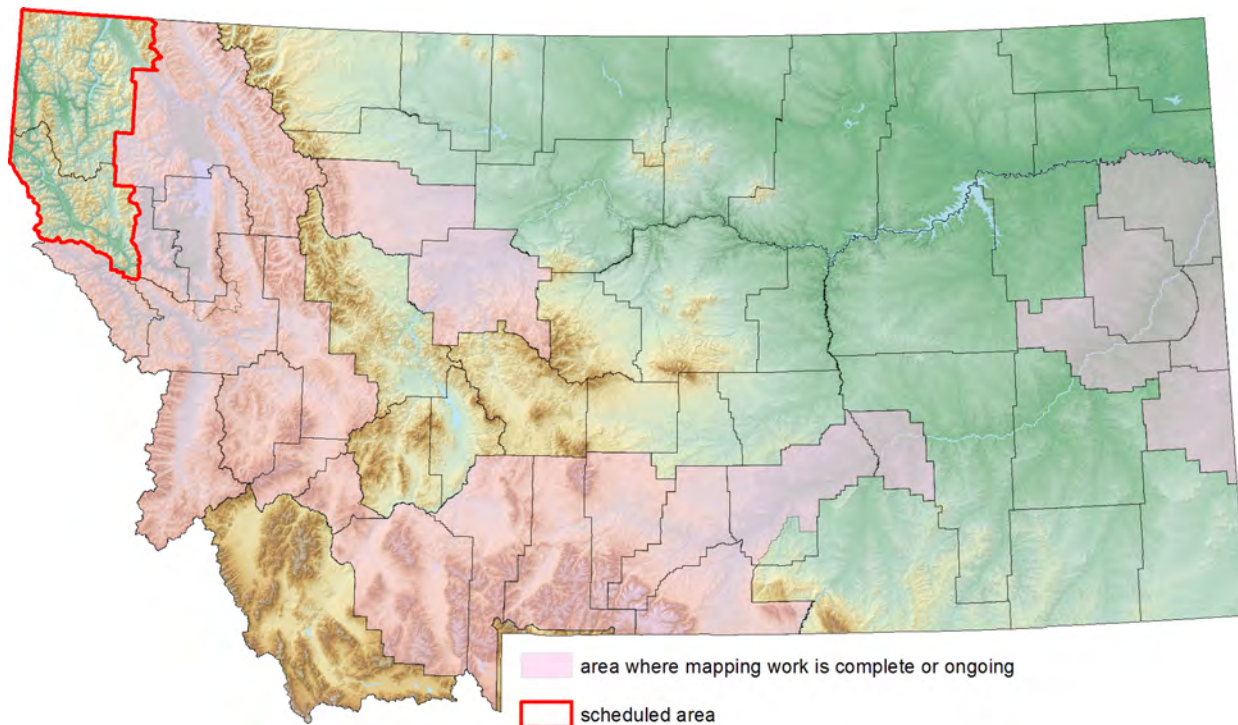 area where mapping work is complete or ongoing
scheduled area